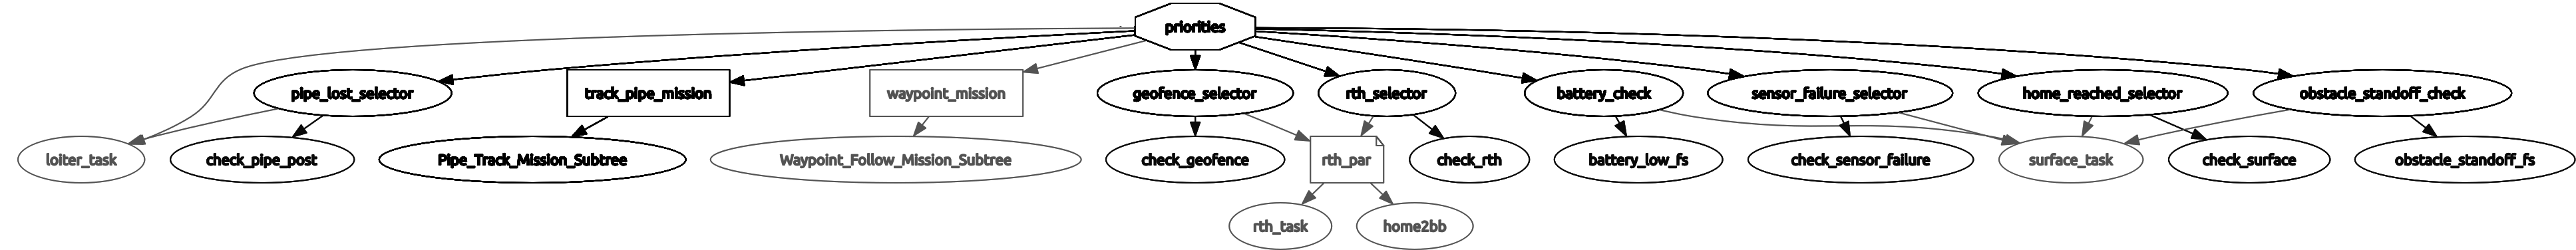 priorities
pipe_lost_selector
track_pipe_mission
waypoint_mission
geofence_selector
rth_selector
battery_check
sensor_failure_selector
home_reached_selector
obstacle_standoff_check
loiter_task
check_pipe_post
Pipe_Track_Mission_Subtree
Waypoint_Follow_Mission_Subtree
check_geofence
rth_par
check_rth
battery_low_fs
check_sensor_failure
surface_task
check_surface
obstacle_standoff_fs
rth_task
home2bb